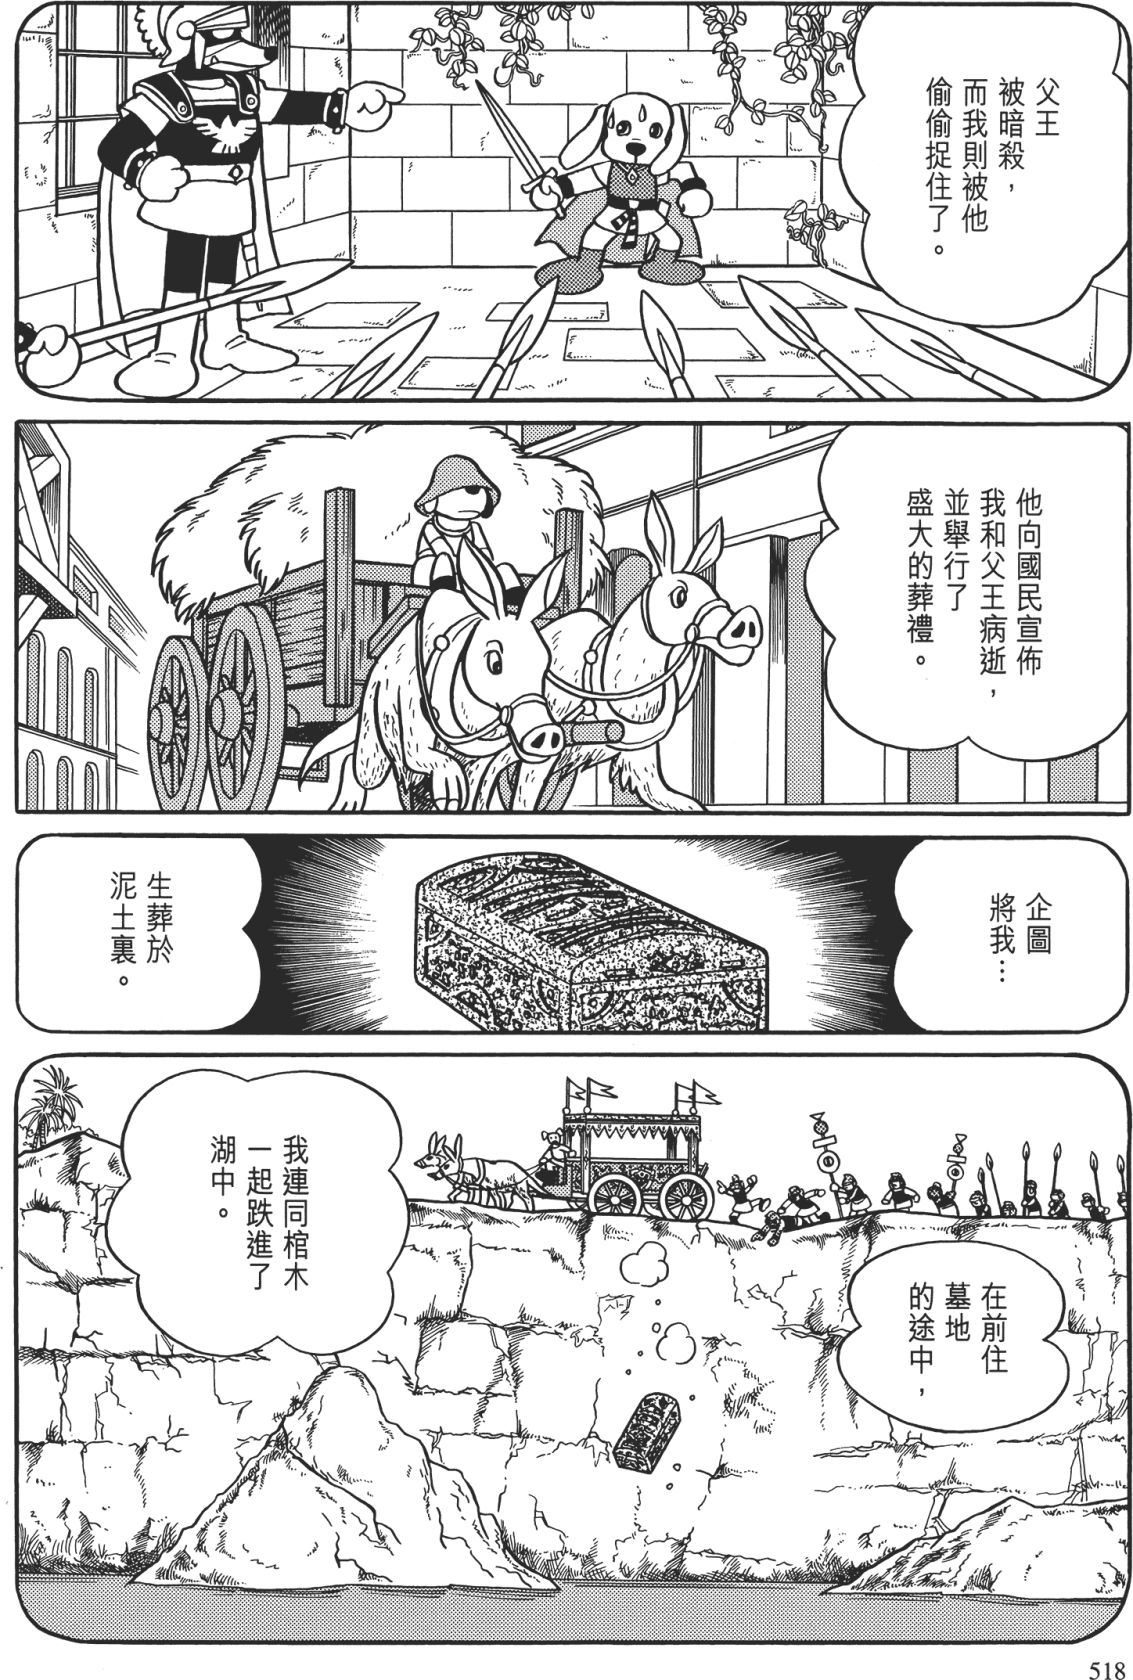 父王
被暗殺，
而我則被他
偷偷捉住了。
他向國民宣佈
我和父王病逝，
並舉行了
盛大的葬禮。
企圖
將我…
生葬於
泥土裏。
在前住
墓地
的途中，
我連同棺木
一起跌進了
湖中。
518